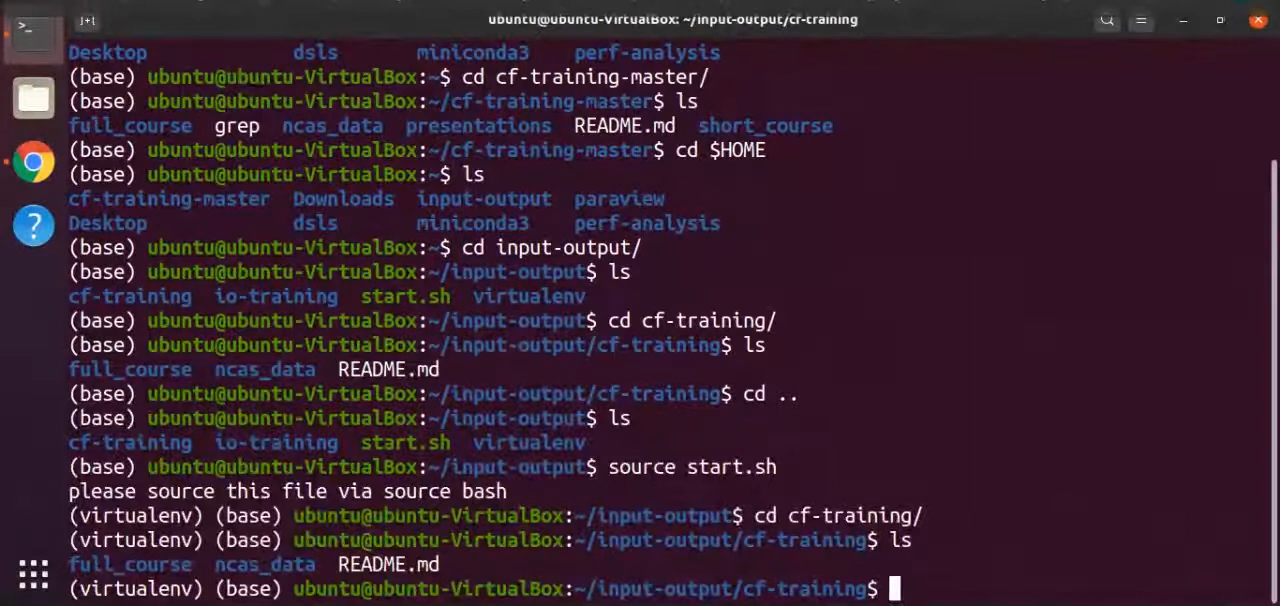 ubuntu@ubuntu-VirtualBox: ~/input-output/cf-training
Desktop dsls miniconda3 perf-analysis
(base) ubuntu@ubuntu-VirtualBox:~$ cd cf-training-master/
(base) ubuntu@ubuntu-VirtualBox:~/cf-training-master$ ls
full_course grep ncas_data presentations README.md short_course
(base) ubuntu@ubuntu-VirtualBox:~/cf-training-master$ cd $HOME
(base) ubuntu@ubuntu-VirtualBox:~$ ls
cf-training-master Downloads input-output paraview
Desktop dsls miniconda3 perf-analysis
(base) ubuntu@ubuntu-VirtualBox:~$ cd input-output/
(base) ubuntu@ubuntu-VirtualBox:~/input-output$ ls
cf-training io-training start.sh virtualenv
(base) ubuntu@ubuntu-VirtualBox:~/input-output$ cd cf-training/
(base) ubuntu@ubuntu-VirtualBox:~/input-output/cf-training$ ls
full_course ncas_data README.md
(base) ubuntu@ubuntu-VirtualBox:~/input-output/cf-training$ cd ..
(base) ubuntu@ubuntu-VirtualBox:~/input-output$ ls
cf-training io-training start.sh virtualenv
(base) ubuntu@ubuntu-VirtualBox:~/input-output$ source start.sh
please source this file via source bash
(virtualenv) (base) ubuntu@ubuntu-VirtualBox:~/input-output$ cd cf-training/
(virtualenv) (base) ubuntu@ubuntu-VirtualBox:~/input-output/cf-training$ ls
full_course ncas_data README.md
(virtualenv) (base) ubuntu@ubuntu-VirtualBox:~/input-output/cf-training$